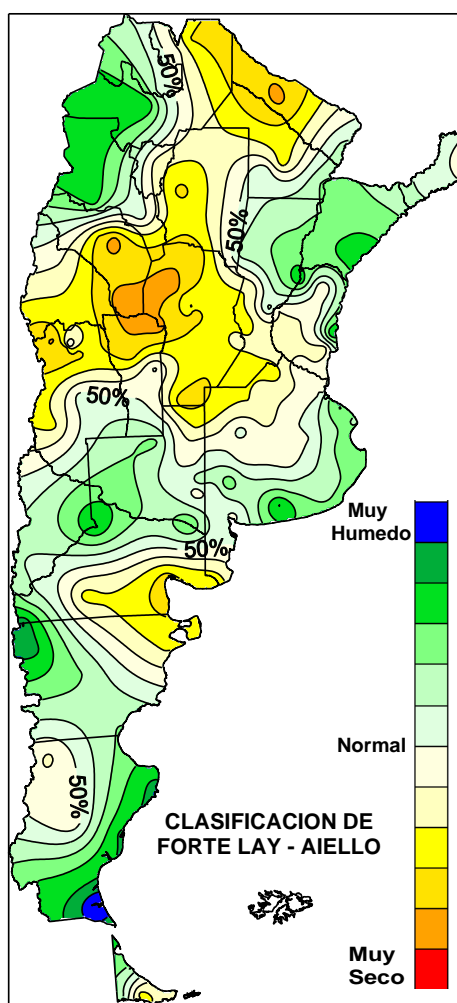 50%
50%
50%
50%
50%
Muy
Humedo
Normal
CLASIFICACION DE
FORTE LAY - AIELLO
Muy
Seco